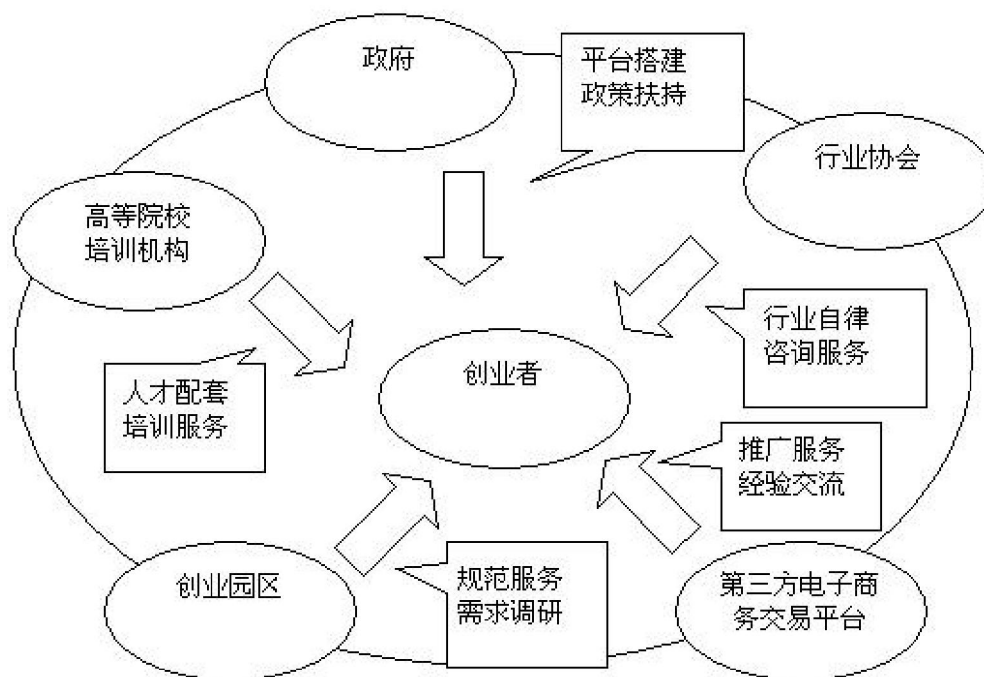 政府
平台搭建
政策扶持
行业协会
高等院校
培训机构
行业自律
咨询服务
创业者
人才配套
培训服务
推广服务
经验交流
创业园区
规范服务
需求调研
第三方电子商
务交易平台